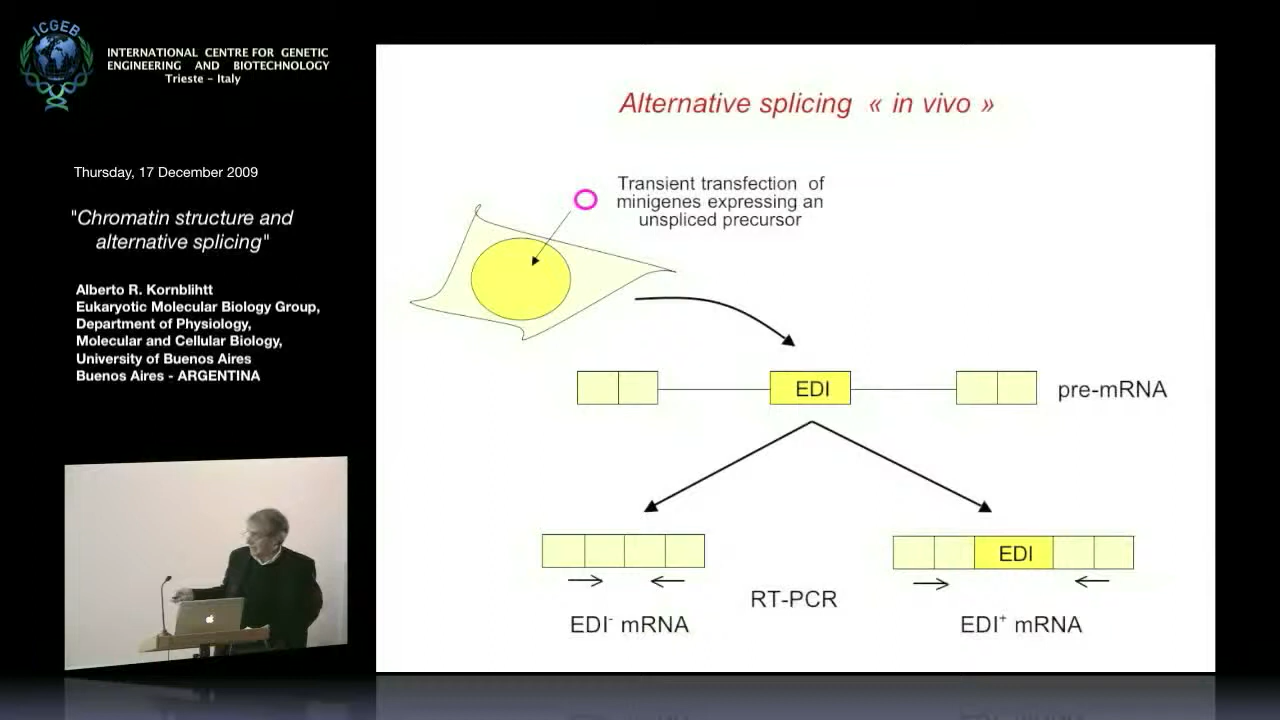 ICGEB
INTERNATIONAL CENTRE FOR GENETIC
ENGINEERING AND BIOTECHNOLOGY
Trieste – Italy
Thursday, 17 December 2009
"Chromatin structure and
alternative splicing"
Alberto R. Kornblihtt
Eukaryotic Molecular Biology Group,
Department of Physiology,
Molecular and Cellular Biology,
University of Buenos Aires
Buenos Aires - ARGENTINA
Alternative splicing « in vivo »
Transient transfection of
minigenes expressing an
unspliced precursor
EDI
pre-mRNA
EDI
RT-PCR
EDI⁻ mRNA
EDI⁺ mRNA